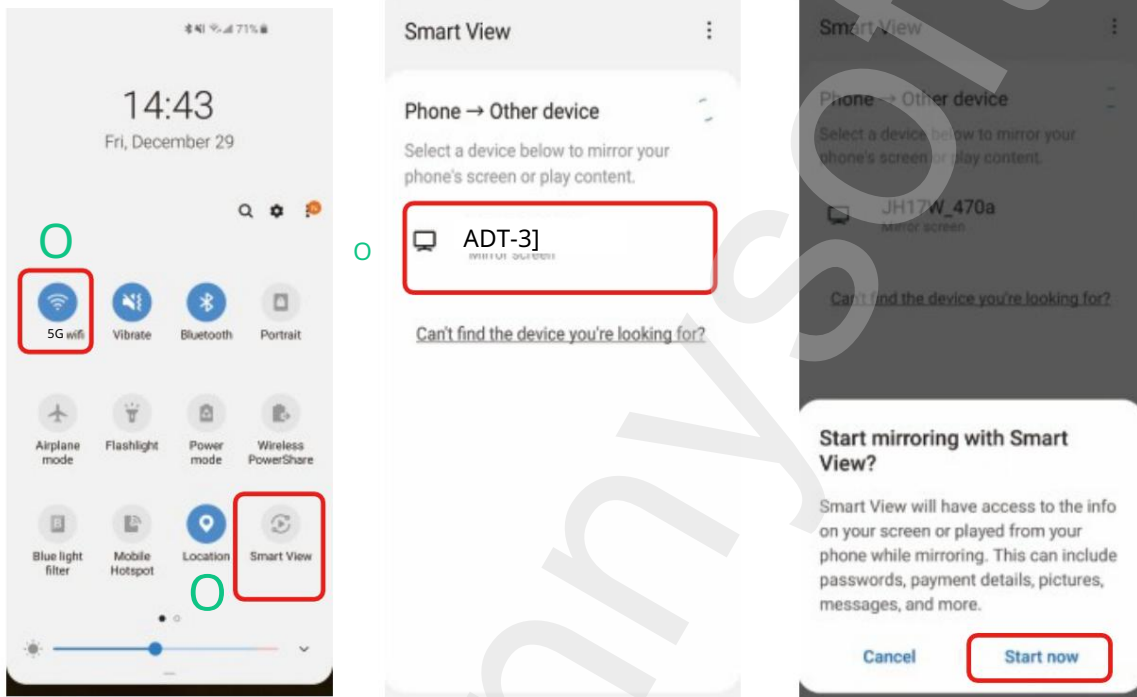 71%
14:43
Fri, December 29
O
5G wifi
Vibrate
Bluetooth
Portrait
Airplane
mode
Flashlight
Power
mode
Wireless
PowerShare
Blue light
filter
Mobile
Hotspot
Location
Smart View
O
Smart View
Phone → Other device
Select a device below to mirror your
phone's screen or play content.
O
ADT-3]
Mirror screen
Can't find the device you're looking for?
Smart View
Phone → Other device
Select a device below to mirror your
phone's screen or play content.
JH17W_470a
Mirror screen
Can't find the device you're looking for?
Start mirroring with Smart
View?
Smart View will have access to the info
on your screen or played from your
phone while mirroring. This can include
passwords, payment details, pictures,
messages, and more.
Cancel
Start now